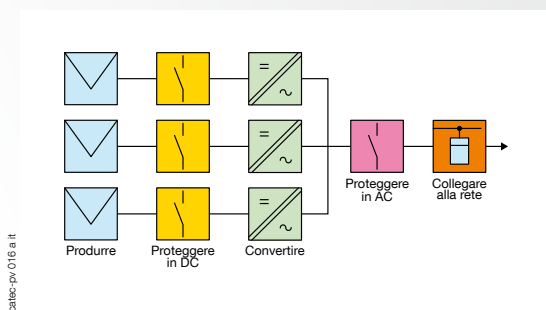 Produrre
Proteggere
in DC
Convertire
Proteggere
in AC
Collegare
alla rete
catec-pv 016 a it